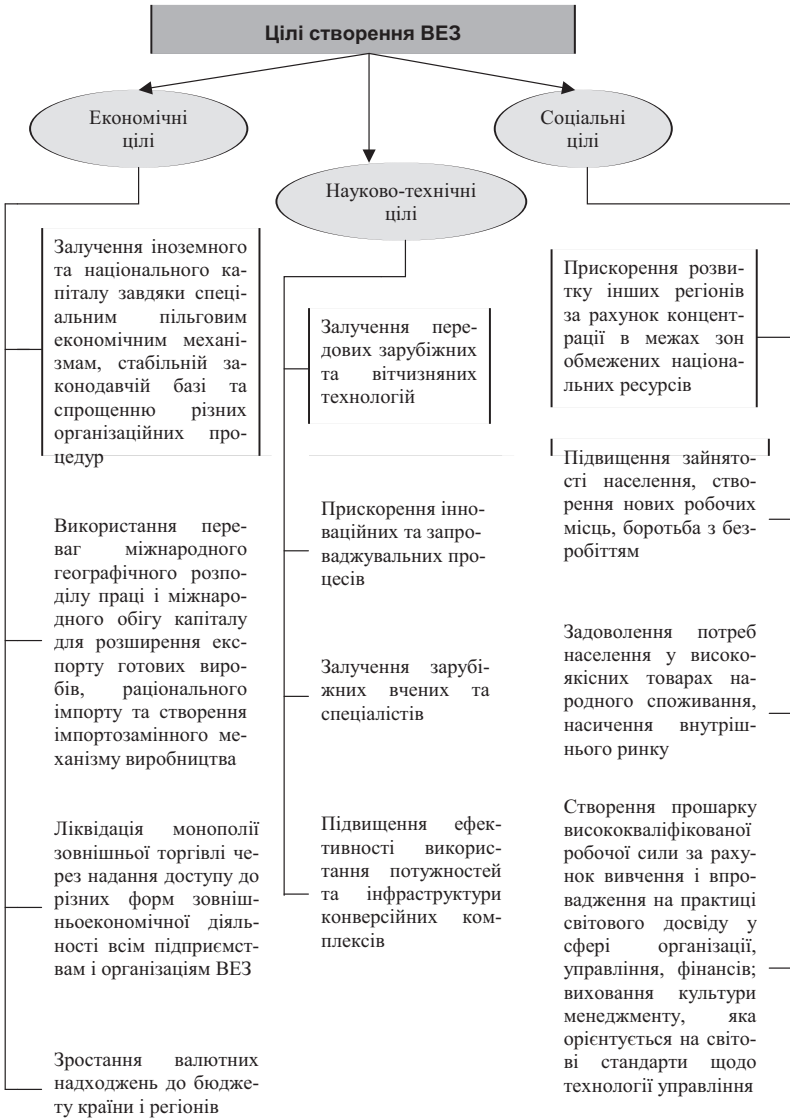 Цілі створення ВЕЗ
Економічні
цілі
Науково-технічні
цілі
Соціальні
цілі
Залучення іноземного
та національного ка-
піталу завдяки спеці-
альним пільговим
економічним механі-
змам, стабільній за-
конодавчій базі та
спрощенню різних
організаційних про-
цедур
Використання пере-
ваг міжнародного
географічного розпо-
ділу праці і міжнаро-
дного обігу капіталу
для розширення екс-
порту готових виро-
бів, раціонального
імпорту та створення
імпортозамінного ме-
ханізму виробництва
Ліквідація монополії
зовнішньої торгівлі че-
рез надання доступу до
різних форм зовніш-
ньоекономічної діяль-
ності всім підприємст-
вам і організаціям ВЕЗ
Зростання валютних
надходжень до бюдже-
ту країни і регіонів
Залучення пере-
дових зарубіжних
та вітчизняних
технологій
Прискорення інно-
ваційних та запро-
ваджувальних про-
цесів
Залучення зарубі-
жних вчених та
спеціалістів
Підвищення ефек-
тивності викорис-
тання потужностей
та інфраструктури
конверсійних ком-
плексів
Прискорення розви-
тку інших регіонів
за рахунок концент-
рації в межах зон
обмежених націона-
льних ресурсів
Підвищення зайнято-
сті населення, ство-
рення нових робочих
місць, боротьба з без-
робіттям
Задоволення потреб
населення у високо-
якісних товарах на-
родного споживання,
насичення внутріш-
нього ринку
Створення прошарку
висококваліфікованої
робочої сили за раху-
нок вивчення і впро-
вадження на практиці
світового досвіду у
сфері організації,
управління, фінансів;
виховання культури
менеджменту, яка
орієнтується на світо-
ві стандарти щодо
технології управління